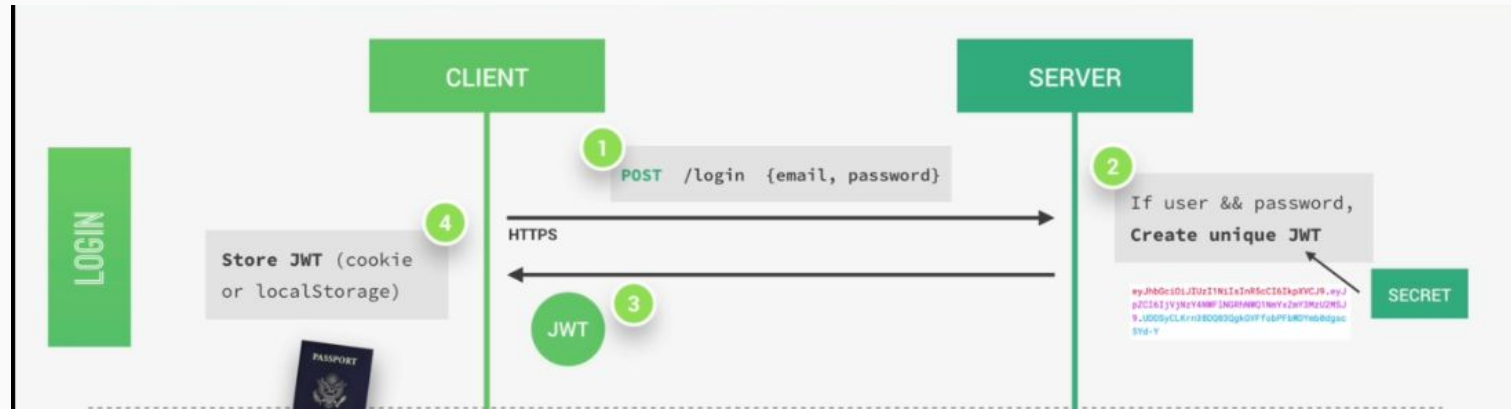 CLIENT
SERVER
LOGIN
1
POST /login {email, password}
2
If user && password,
Create unique JWT
SECRET
HTTPS
3
JWT
4
Store JWT (cookie
or localStorage)
PASSPORT